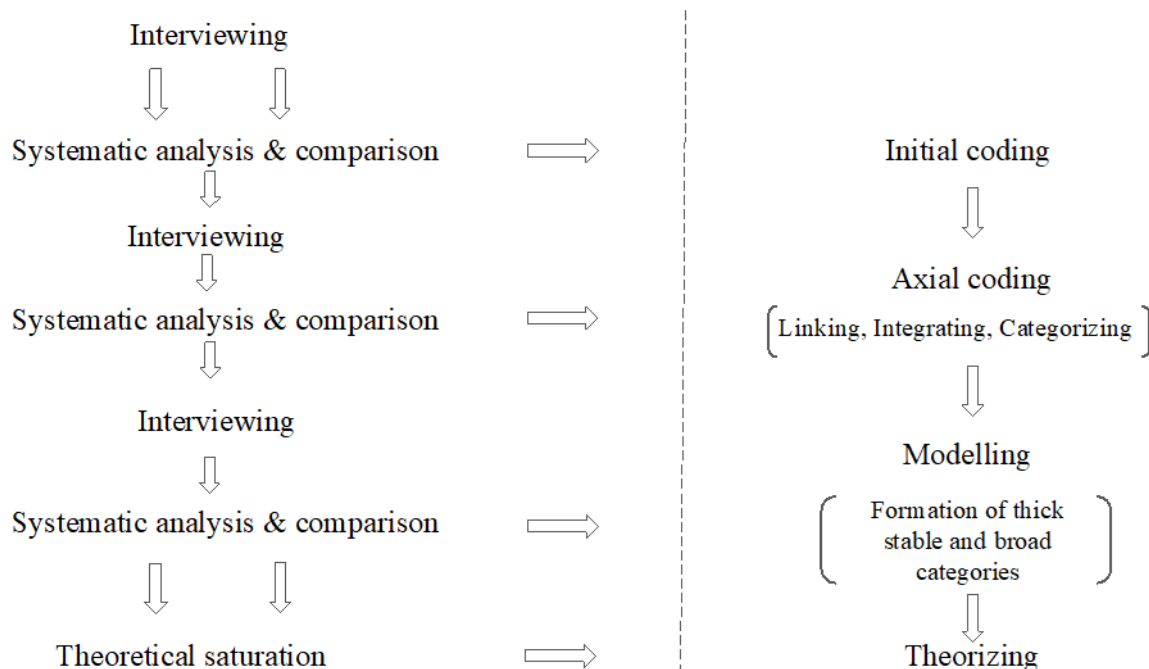 Interviewing
Systematic analysis & comparison
Interviewing
Systematic analysis & comparison
Interviewing
Systematic analysis & comparison
Theoretical saturation
Initial coding
Axial coding
Linking, Integrating, Categorizing
Modelling
Formation of thick
stable and broad
categories
Theorizing